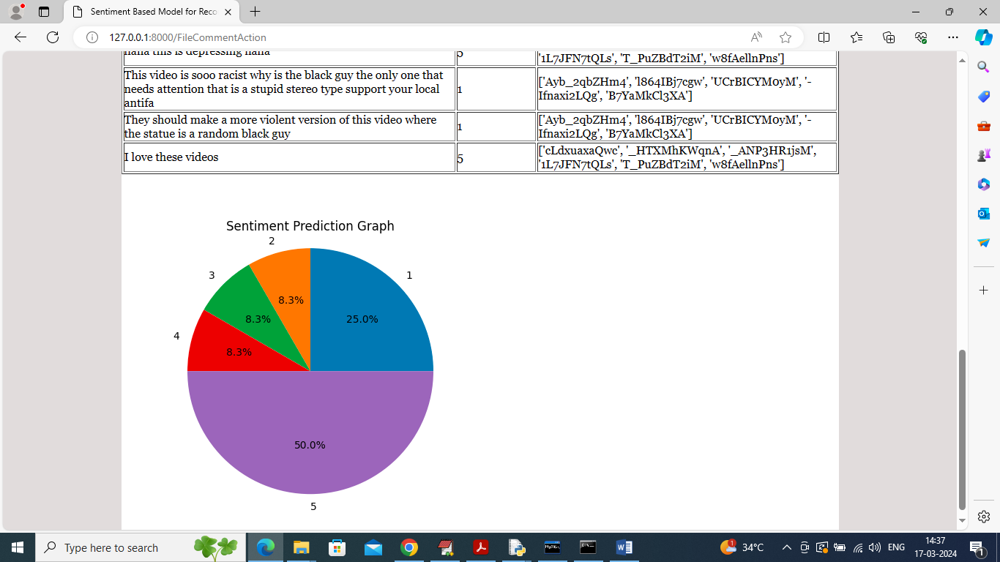 Sentiment Based Model for Reco
127.0.0.1:8000/FileCommentAction
haha this is depressing haha 5 '1L7JFN7tQLs', 'T_PuZBdT2iM', 'w8fAellnPns']
This video is sooo racist why is the black guy the only one that
needs attention that is a stupid stereo type support your local
antifa
1
['Ayb_2qbZHm4', 'l864IBj7cgw', 'UCrBICYM0yM', '-
Ifnaxi2LQg', 'B7YaMkCl3XA']
They should make a more violent version of this video where
the statue is a random black guy
1
['Ayb_2qbZHm4', 'l864IBj7cgw', 'UCrBICYM0yM', '-
Ifnaxi2LQg', 'B7YaMkCl3XA']
I love these videos
5
['cLdxuaxaQwc', '_HTXMhKWqnA', '_ANP3HR1jsM',
'1L7JFN7tQLs', 'T_PuZBdT2iM', 'w8fAellnPns']
Sentiment Prediction Graph
2
3
1
8.3%
8.3%
25.0%
4
8.3%
50.0%
5
Type here to search
34°C
ENG
14:37
17-03-2024